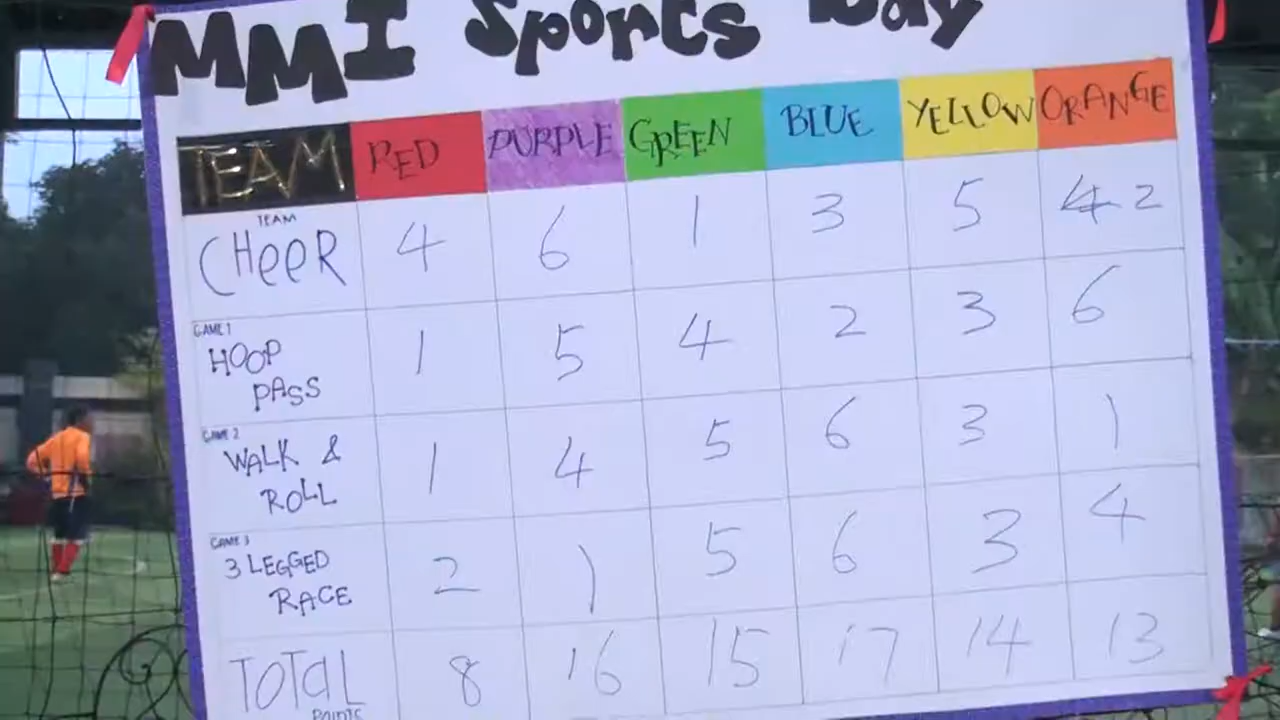 MMI Sports Day
TEAM RED PURPLE GREEN BLUE YELLOW ORANGE
TEAM
CHeeR 4 6 1 3 5 4 2
GAME 1
HOOP
PASS 1 5 4 2 3 6
GAME 2
WALK &
ROLL 1 4 5 6 3 1
GAME 3
3 LEGGED
RACE 2 1 5 6 3 4
TOTaL 8 16 15 17 14 13
POINTS